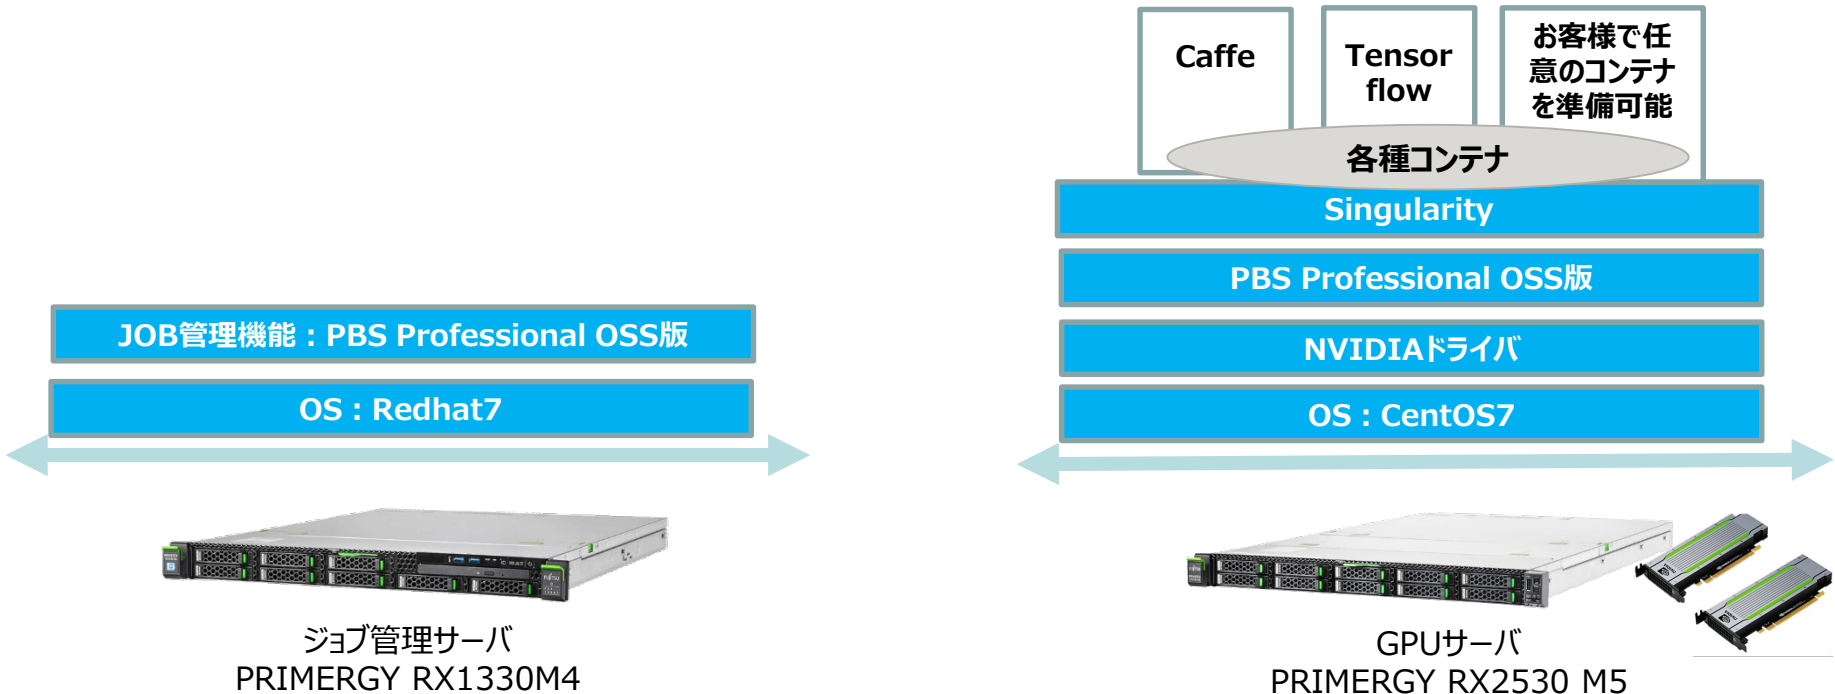 Caffe
Tensor
flow
お客様で任
意のコンテナ
を準備可能
各種コンテナ
Singularity
PBS Professional OSS版
NVIDIAドライバ
OS：CentOS7
JOB管理機能：PBS Professional OSS版
OS：Redhat7
ジョブ管理サーバ
PRIMERGY RX1330M4
GPUサーバ
PRIMERGY RX2530 M5